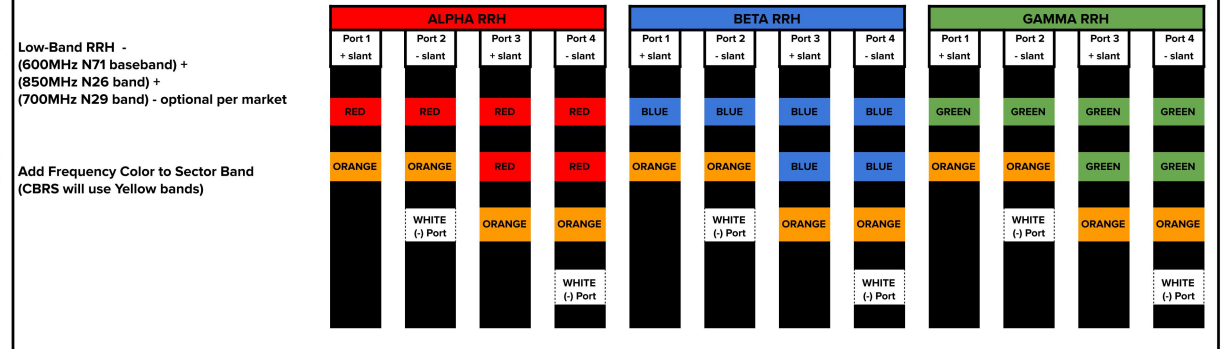 ALPHA RRH BETA RRH GAMMA RRH
Port 1 Port 2 Port 3 Port 4 Port 1 Port 2 Port 3 Port 4 Port 1 Port 2 Port 3 Port 4
+ slant - slant + slant - slant + slant - slant + slant - slant + slant - slant + slant - slant
Low-Band RRH -
(600MHz N71 baseband) +
(850MHz N26 band) +
(700MHz N29 band) - optional per market
RED RED RED RED BLUE BLUE BLUE BLUE GREEN GREEN GREEN GREEN
Add Frequency Color to Sector Band
(CBRS will use Yellow bands)
ORANGE ORANGE RED RED ORANGE ORANGE BLUE BLUE ORANGE ORANGE GREEN GREEN
WHITE ORANGE ORANGE WHITE ORANGE ORANGE WHITE ORANGE ORANGE
(-) Port (-) Port (-) Port
WHITE WHITE WHITE
(-) Port (-) Port (-) Port